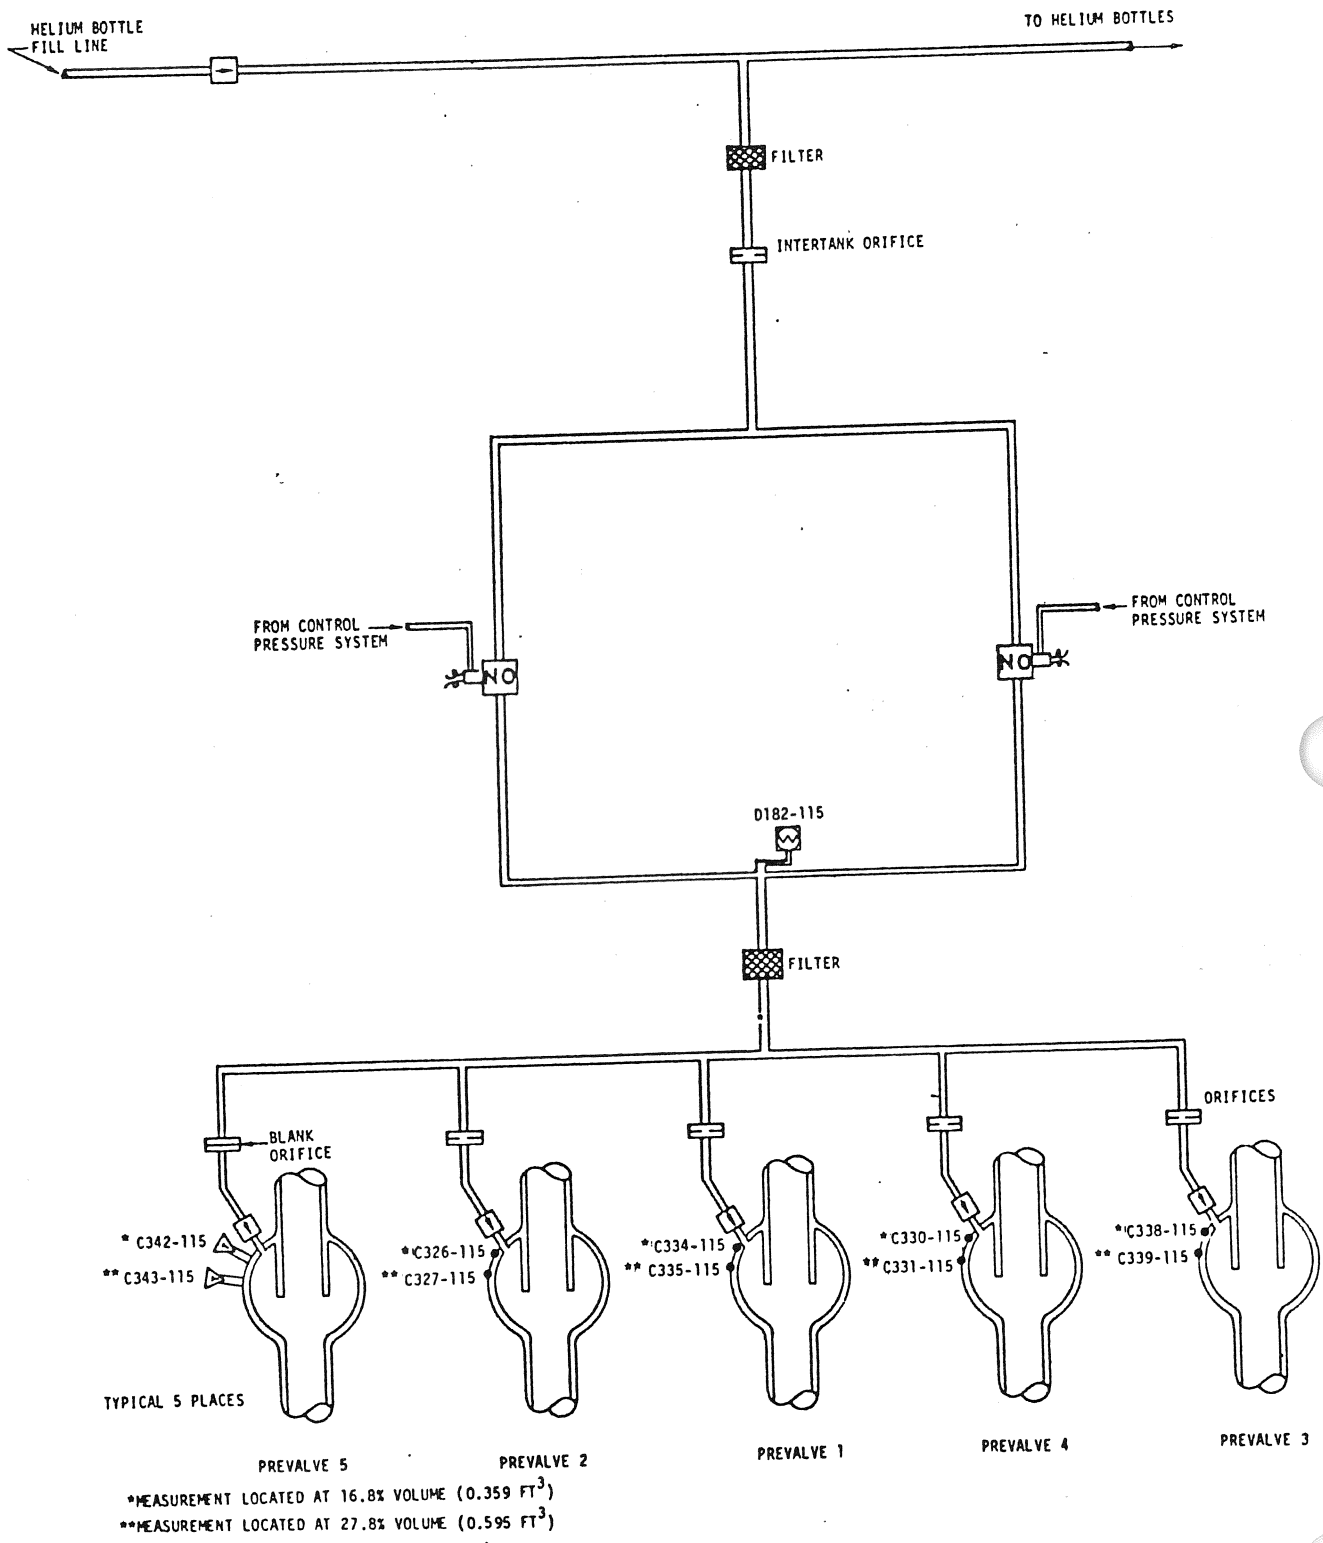 HELIUM BOTTLE
FILL LINE
TO HELIUM BOTTLES
FILTER
INTERTANK ORIFICE
FROM CONTROL
PRESSURE SYSTEM
NO
FROM CONTROL
PRESSURE SYSTEM
NO
D182-115
FILTER
ORIFICES
BLANK
ORIFICE
* C342-115
** C343-115
* C326-115
** C327-115
* C334-115
** C335-115
* C330-115
** C331-115
* C338-115
** C339-115
TYPICAL 5 PLACES
PREVALVE 5
PREVALVE 2
PREVALVE 1
PREVALVE 4
PREVALVE 3
*MEASUREMENT LOCATED AT 16.8% VOLUME (0.359 FT³)
**MEASUREMENT LOCATED AT 27.8% VOLUME (0.595 FT³)